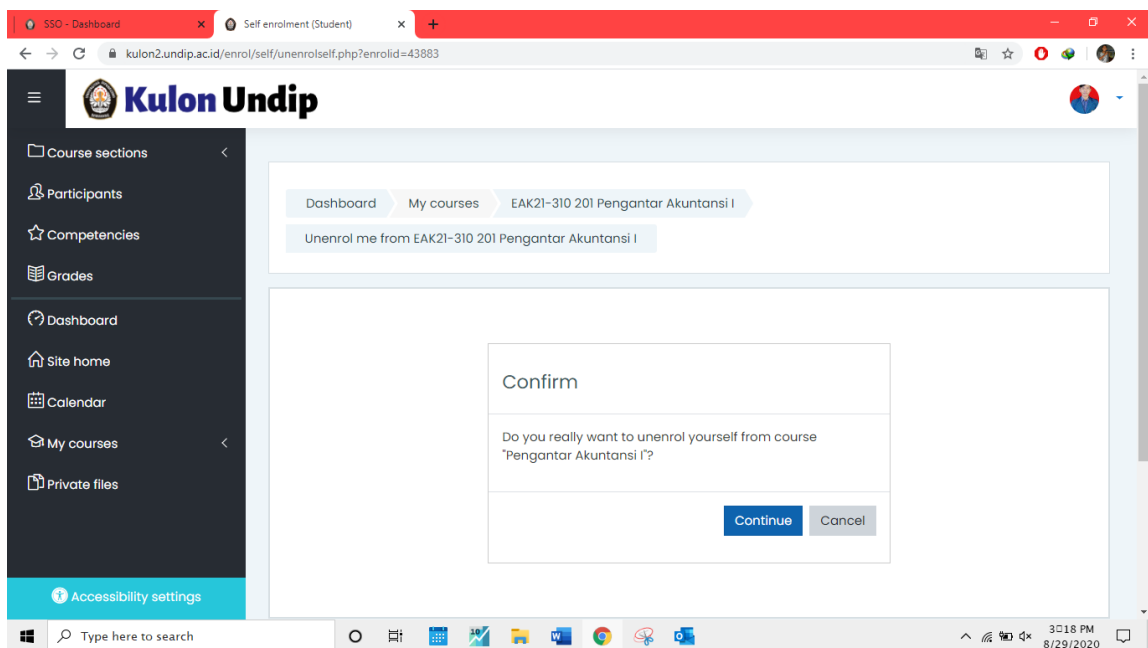 SSO - Dashboard
Self enrolment (Student)
kulon2.undip.ac.id/enrol/self/unenrolself.php?enrolid=43883
Kulon Undip
Course sections
Participants
Competencies
Grades
Dashboard
Site home
Calendar
My courses
Private files
Accessibility settings
Dashboard My courses EAK21-310 201 Pengantar Akuntansi I
Unenrol me from EAK21-310 201 Pengantar Akuntansi I
Confirm
Do you really want to unenrol yourself from course
"Pengantar Akuntansi I"?
Continue Cancel
Type here to search
3□18 PM
8/29/2020